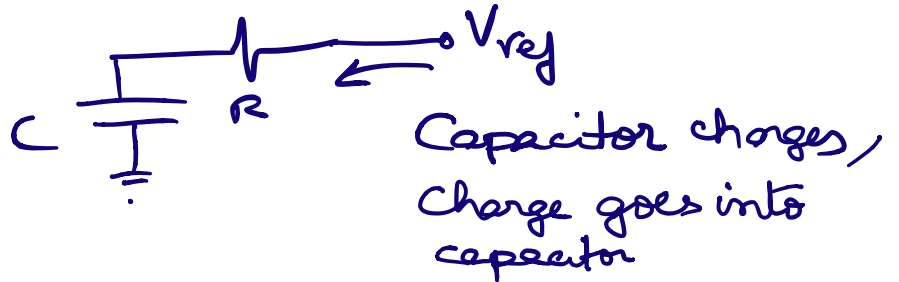 Vref
R
C
Capacitor charges,
charge goes into
capacitor